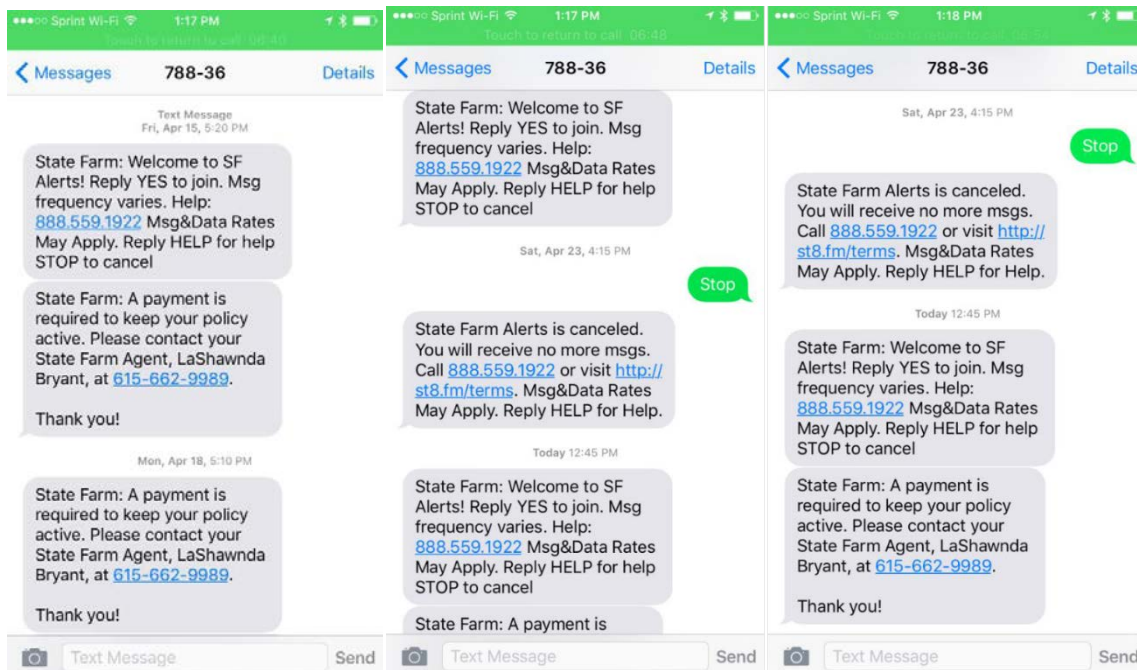 Sprint Wi-Fi 1:17 PM
Touch to return to call 06:40
Messages 788-36 Details
Text Message
Fri, Apr 15, 5:20 PM
State Farm: Welcome to SF
Alerts! Reply YES to join. Msg
frequency varies. Help:
888.559.1922 Msg&Data Rates
May Apply. Reply HELP for help
STOP to cancel
State Farm: A payment is
required to keep your policy
active. Please contact your
State Farm Agent, LaShawnda
Bryant, at 615-662-9989.
Thank you!
Mon, Apr 18, 5:10 PM
State Farm: A payment is
required to keep your policy
active. Please contact your
State Farm Agent, LaShawnda
Bryant, at 615-662-9989.
Thank you!
Text Message Send
Sprint Wi-Fi 1:17 PM
Touch to return to call 06:48
Messages 788-36 Details
State Farm: Welcome to SF
Alerts! Reply YES to join. Msg
frequency varies. Help:
888.559.1922 Msg&Data Rates
May Apply. Reply HELP for help
STOP to cancel
Sat, Apr 23, 4:15 PM
Stop
State Farm Alerts is canceled.
You will receive no more msgs.
Call 888.559.1922 or visit http://
st8.fm/terms. Msg&Data Rates
May Apply. Reply HELP for Help.
Today 12:45 PM
State Farm: Welcome to SF
Alerts! Reply YES to join. Msg
frequency varies. Help:
888.559.1922 Msg&Data Rates
May Apply. Reply HELP for help
STOP to cancel
State Farm: A payment is
Text Message Send
Sprint Wi-Fi 1:18 PM
Touch to return to call 06:54
Messages 788-36 Details
Sat, Apr 23, 4:15 PM
Stop
State Farm Alerts is canceled.
You will receive no more msgs.
Call 888.559.1922 or visit http://
st8.fm/terms. Msg&Data Rates
May Apply. Reply HELP for Help.
Today 12:45 PM
State Farm: Welcome to SF
Alerts! Reply YES to join. Msg
frequency varies. Help:
888.559.1922 Msg&Data Rates
May Apply. Reply HELP for help
STOP to cancel
State Farm: A payment is
required to keep your policy
active. Please contact your
State Farm Agent, LaShawnda
Bryant, at 615-662-9989.
Thank you!
Text Message Send